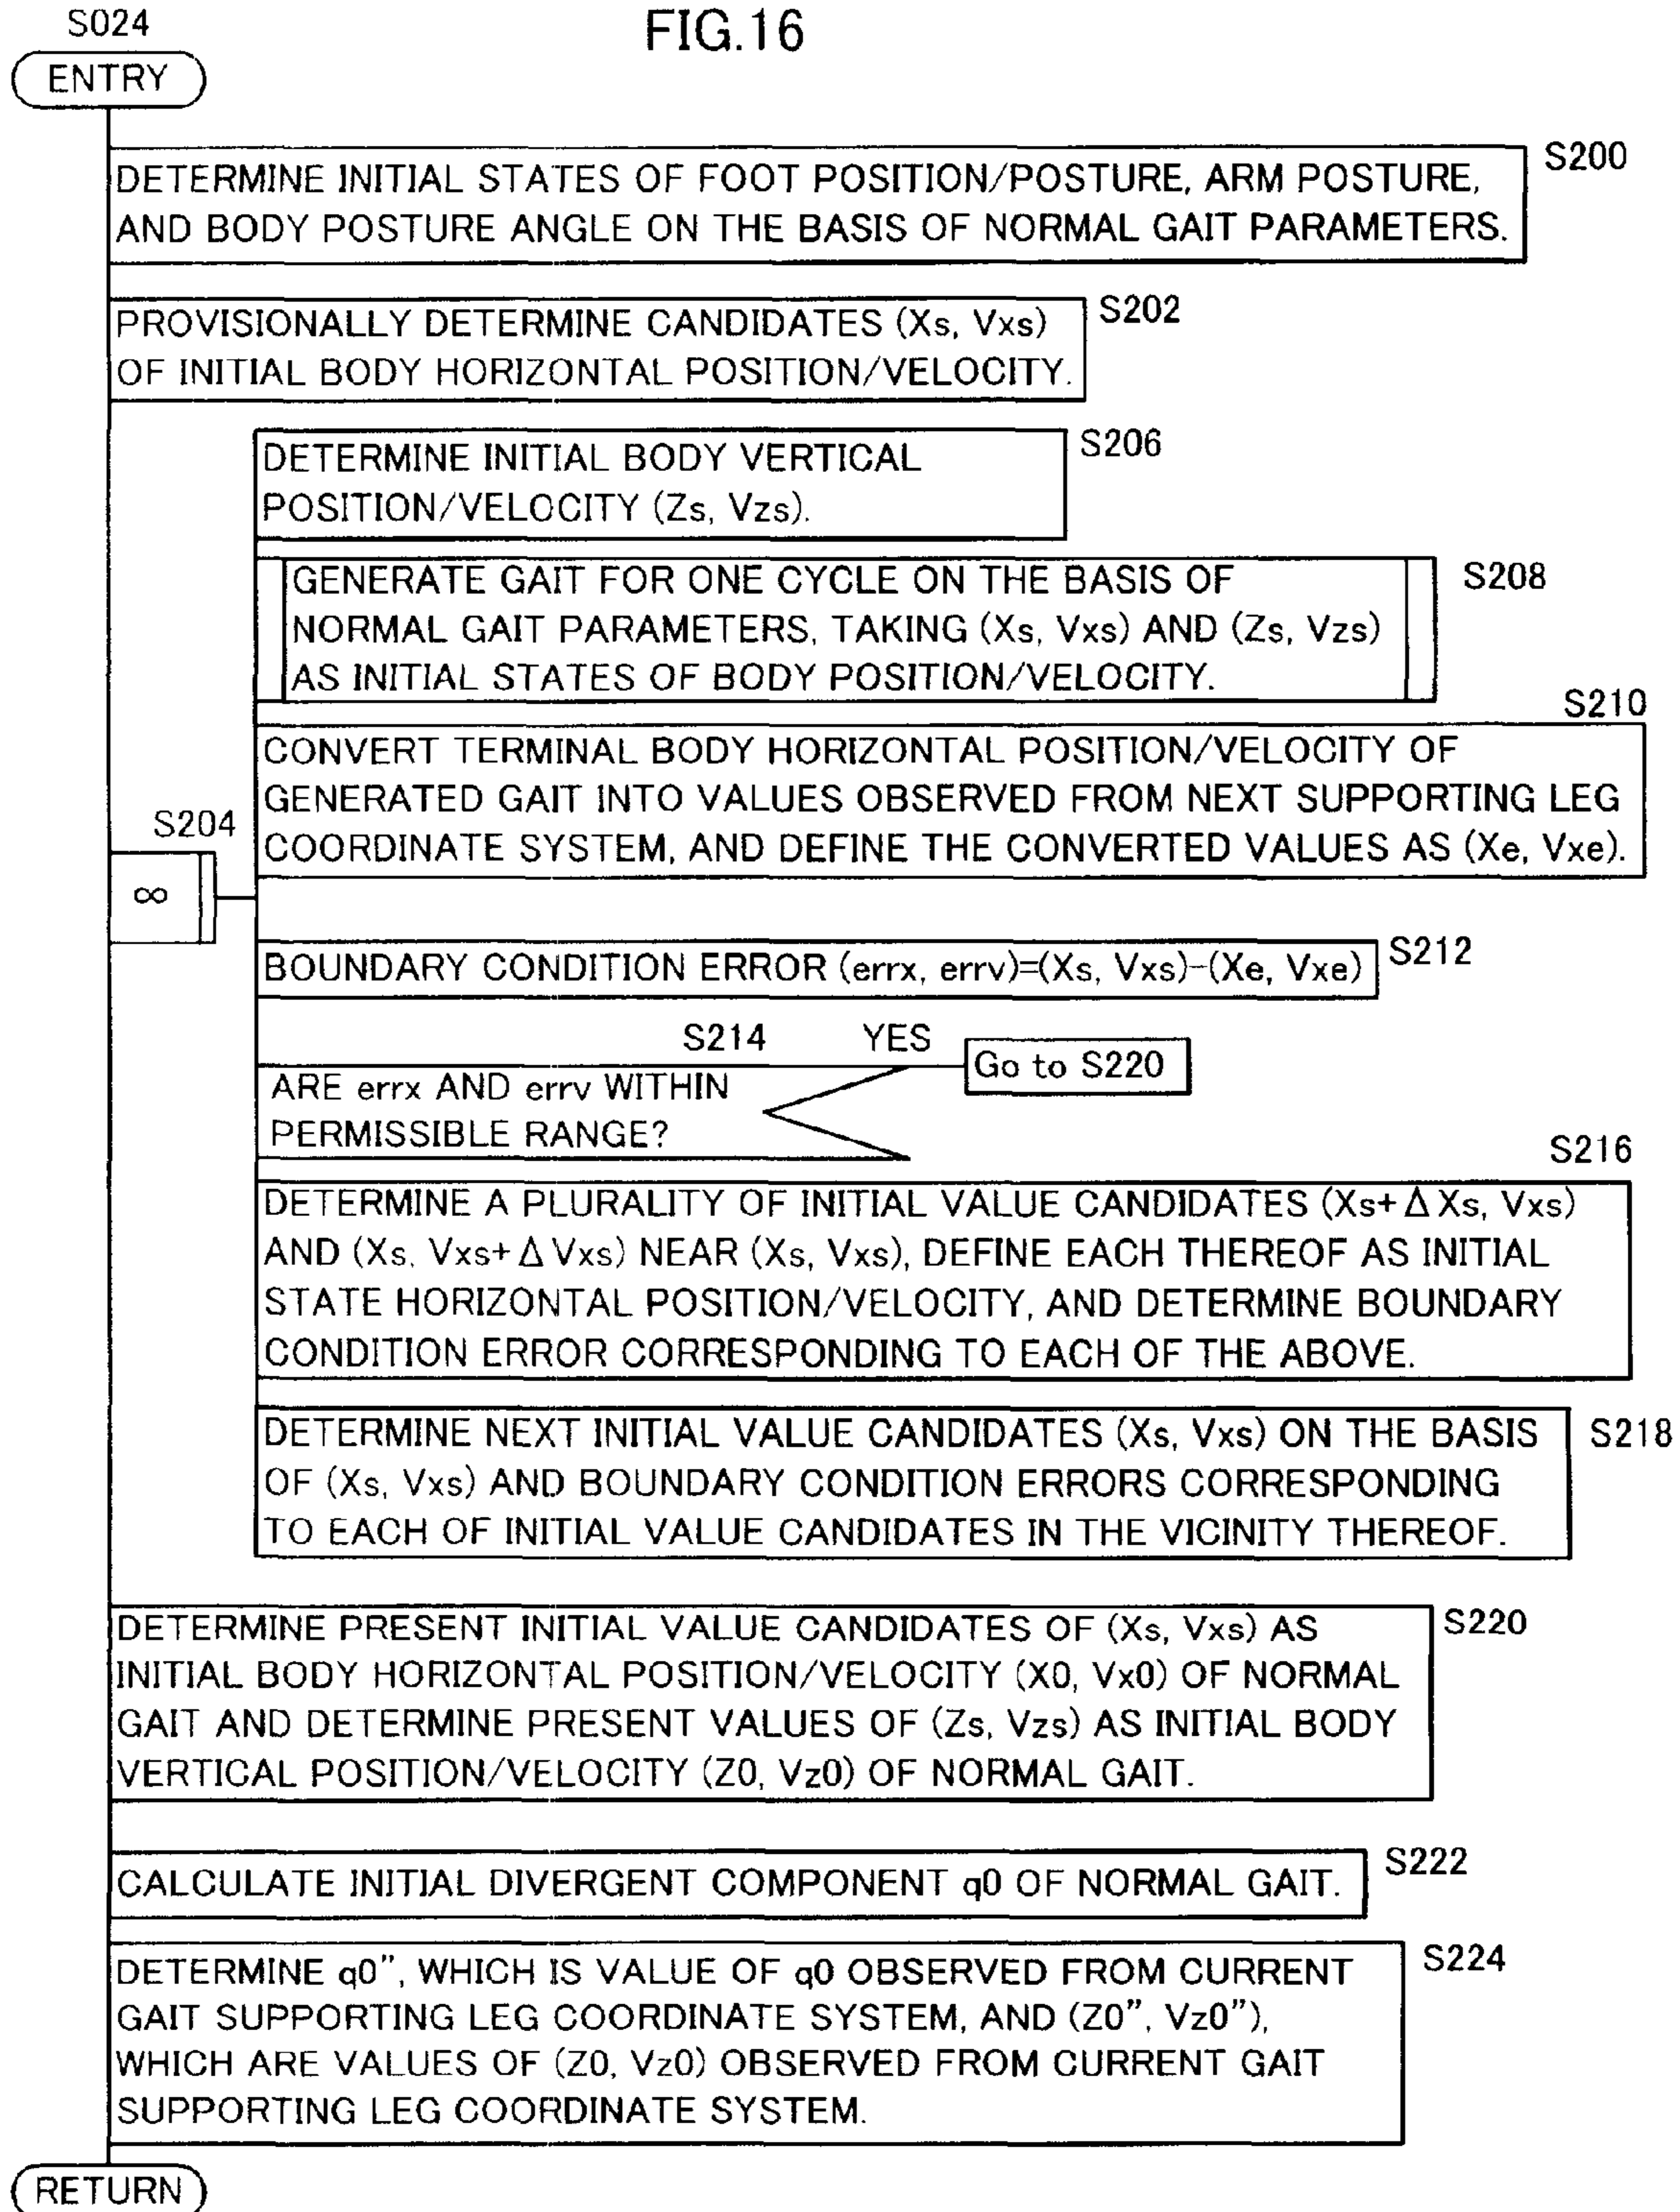 FIG.16
S024
ENTRY
S200
DETERMINE INITIAL STATES OF FOOT POSITION/POSTURE, ARM POSTURE,
AND BODY POSTURE ANGLE ON THE BASIS OF NORMAL GAIT PARAMETERS.
S202
PROVISIONALLY DETERMINE CANDIDATES (Xs, Vxs)
OF INITIAL BODY HORIZONTAL POSITION/VELOCITY.
S204
∞
S206
DETERMINE INITIAL BODY VERTICAL
POSITION/VELOCITY (Zs, Vzs).
S208
GENERATE GAIT FOR ONE CYCLE ON THE BASIS OF
NORMAL GAIT PARAMETERS, TAKING (Xs, Vxs) AND (Zs, Vzs)
AS INITIAL STATES OF BODY POSITION/VELOCITY.
S210
CONVERT TERMINAL BODY HORIZONTAL POSITION/VELOCITY OF
GENERATED GAIT INTO VALUES OBSERVED FROM NEXT SUPPORTING LEG
COORDINATE SYSTEM, AND DEFINE THE CONVERTED VALUES AS (Xe, Vxe).
S212
BOUNDARY CONDITION ERROR (errx, errv)=(Xs, Vxs)-(Xe, Vxe)
S214
YES
Go to S220
ARE errx AND errv WITHIN
PERMISSIBLE RANGE?
S216
DETERMINE A PLURALITY OF INITIAL VALUE CANDIDATES (Xs+ΔXs, Vxs)
AND (Xs, Vxs+ΔVxs) NEAR (Xs, Vxs), DEFINE EACH THEREOF AS INITIAL
STATE HORIZONTAL POSITION/VELOCITY, AND DETERMINE BOUNDARY
CONDITION ERROR CORRESPONDING TO EACH OF THE ABOVE.
S218
DETERMINE NEXT INITIAL VALUE CANDIDATES (Xs, Vxs) ON THE BASIS
OF (Xs, Vxs) AND BOUNDARY CONDITION ERRORS CORRESPONDING
TO EACH OF INITIAL VALUE CANDIDATES IN THE VICINITY THEREOF.
S220
DETERMINE PRESENT INITIAL VALUE CANDIDATES OF (Xs, Vxs) AS
INITIAL BODY HORIZONTAL POSITION/VELOCITY (X0, Vx0) OF NORMAL
GAIT AND DETERMINE PRESENT VALUES OF (Zs, Vzs) AS INITIAL BODY
VERTICAL POSITION/VELOCITY (Z0, Vz0) OF NORMAL GAIT.
S222
CALCULATE INITIAL DIVERGENT COMPONENT q0 OF NORMAL GAIT.
S224
DETERMINE q0”, WHICH IS VALUE OF q0 OBSERVED FROM CURRENT
GAIT SUPPORTING LEG COORDINATE SYSTEM, AND (Z0”, Vz0”),
WHICH ARE VALUES OF (Z0, Vz0) OBSERVED FROM CURRENT GAIT
SUPPORTING LEG COORDINATE SYSTEM.
RETURN